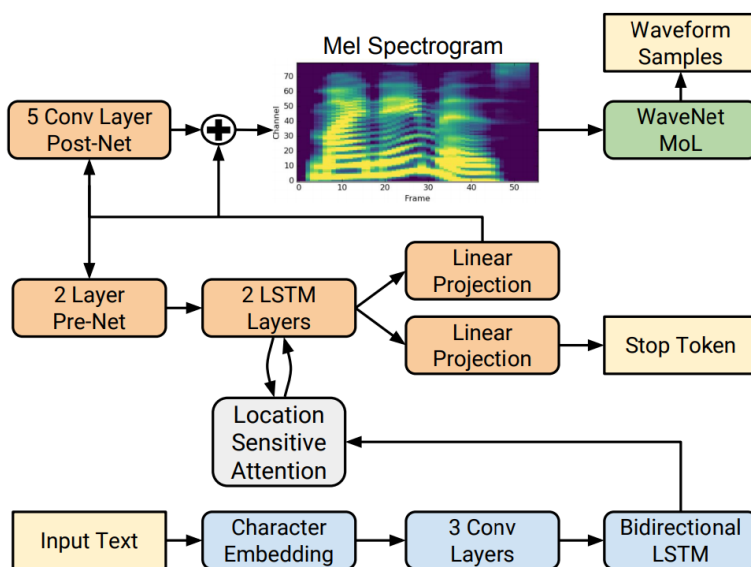 Mel Spectrogram
Waveform
Samples
5 Conv Layer
Post-Net
70
60
50
40
30
20
10
0
Channel
0 10 20 30 40 50
Frame
WaveNet
MoL
2 Layer
Pre-Net
2 LSTM
Layers
Linear
Projection
Linear
Projection
Stop Token
Location
Sensitive
Attention
Input Text
Character
Embedding
3 Conv
Layers
Bidirectional
LSTM